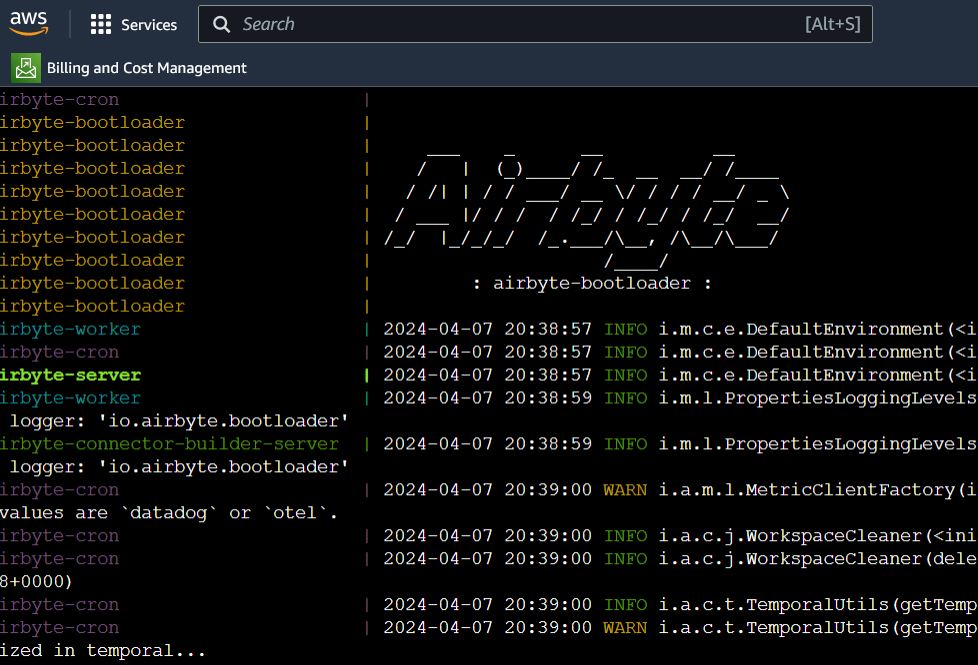 aws
Services
Search
[Alt+S]
Billing and Cost Management
irbyte-cron |
irbyte-bootloader |
irbyte-bootloader |
irbyte-bootloader |
irbyte-bootloader |
irbyte-bootloader |
irbyte-bootloader |
irbyte-bootloader |
Airbyte
irbyte-bootloader | : airbyte-bootloader :
irbyte-bootloader |
irbyte-worker | 2024-04-07 20:38:57 INFO i.m.c.e.DefaultEnvironment(<i
irbyte-cron | 2024-04-07 20:38:57 INFO i.m.c.e.DefaultEnvironment(<i
irbyte-server | 2024-04-07 20:38:57 INFO i.m.c.e.DefaultEnvironment(<i
irbyte-worker | 2024-04-07 20:38:59 INFO i.m.l.PropertiesLoggingLevels
logger: 'io.airbyte.bootloader'
irbyte-connector-builder-server | 2024-04-07 20:38:59 INFO i.m.l.PropertiesLoggingLevels
logger: 'io.airbyte.bootloader'
irbyte-cron | 2024-04-07 20:39:00 WARN i.a.m.l.MetricClientFactory(i
values are `datadog` or `otel`.
irbyte-cron | 2024-04-07 20:39:00 INFO i.a.c.j.WorkspaceCleaner(<ini
irbyte-cron | 2024-04-07 20:39:00 INFO i.a.c.j.WorkspaceCleaner(dele
8+0000)
irbyte-cron | 2024-04-07 20:39:00 INFO i.a.c.t.TemporalUtils(getTemp
irbyte-cron | 2024-04-07 20:39:00 WARN i.a.c.t.TemporalUtils(getTemp
ized in temporal...